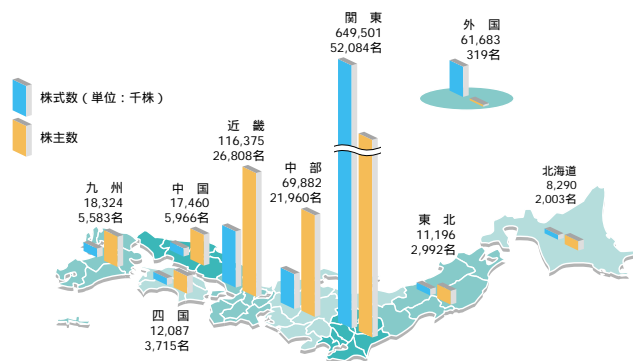 関 東
649,501
52,084名
外 国
61,683
319名
株式数（単位：千株）
株主数
近 畿
116,375
26,808名
中 部
69,882
21,960名
九 州
18,324
5,583名
中 国
17,460
5,966名
北海道
8,290
2,003名
東 北
11,196
2,992名
四 国
12,087
3,715名